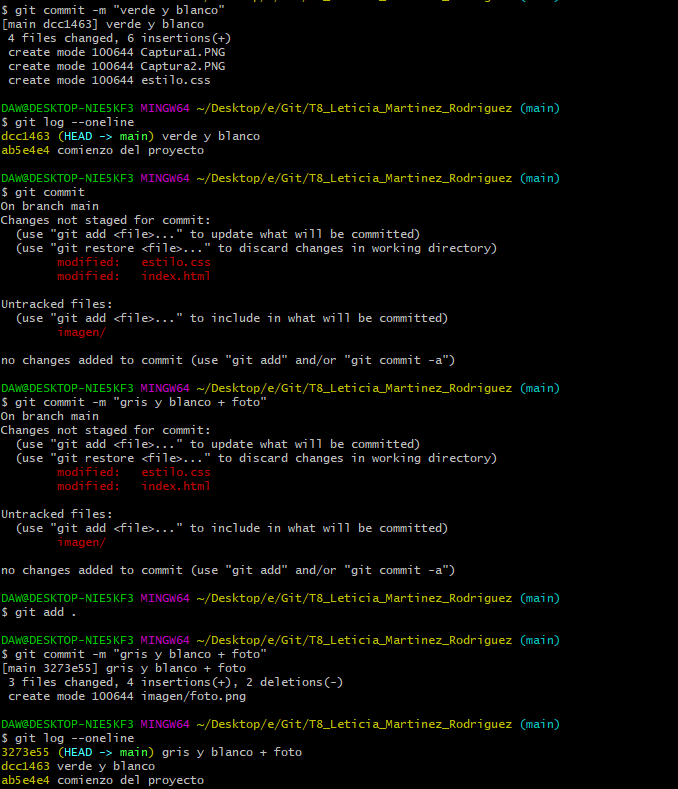 $ git commit -m "verde y blanco"
[main dcc1463] verde y blanco
 4 files changed, 6 insertions(+)
 create mode 100644 Captura1.PNG
 create mode 100644 Captura2.PNG
 create mode 100644 estilo.css

DAW@DESKTOP-NIE5KF3 MINGW64 ~/Desktop/e/Git/T8_Leticia_Martinez_Rodriguez (main)
$ git log --oneline
dcc1463 (HEAD -> main) verde y blanco
ab5e4e4 comienzo del proyecto

DAW@DESKTOP-NIE5KF3 MINGW64 ~/Desktop/e/Git/T8_Leticia_Martinez_Rodriguez (main)
$ git commit
On branch main
Changes not staged for commit:
  (use "git add <file>..." to update what will be committed)
  (use "git restore <file>..." to discard changes in working directory)
        modified:   estilo.css
        modified:   index.html

Untracked files:
  (use "git add <file>..." to include in what will be committed)
        imagen/

no changes added to commit (use "git add" and/or "git commit -a")

DAW@DESKTOP-NIE5KF3 MINGW64 ~/Desktop/e/Git/T8_Leticia_Martinez_Rodriguez (main)
$ git commit -m "gris y blanco + foto"
On branch main
Changes not staged for commit:
  (use "git add <file>..." to update what will be committed)
  (use "git restore <file>..." to discard changes in working directory)
        modified:   estilo.css
        modified:   index.html

Untracked files:
  (use "git add <file>..." to include in what will be committed)
        imagen/

no changes added to commit (use "git add" and/or "git commit -a")

DAW@DESKTOP-NIE5KF3 MINGW64 ~/Desktop/e/Git/T8_Leticia_Martinez_Rodriguez (main)
$ git add .

DAW@DESKTOP-NIE5KF3 MINGW64 ~/Desktop/e/Git/T8_Leticia_Martinez_Rodriguez (main)
$ git commit -m "gris y blanco + foto"
[main 3273e55] gris y blanco + foto
 3 files changed, 4 insertions(+), 2 deletions(-)
 create mode 100644 imagen/foto.png

DAW@DESKTOP-NIE5KF3 MINGW64 ~/Desktop/e/Git/T8_Leticia_Martinez_Rodriguez (main)
$ git log --oneline
3273e55 (HEAD -> main) gris y blanco + foto
dcc1463 verde y blanco
ab5e4e4 comienzo del proyecto